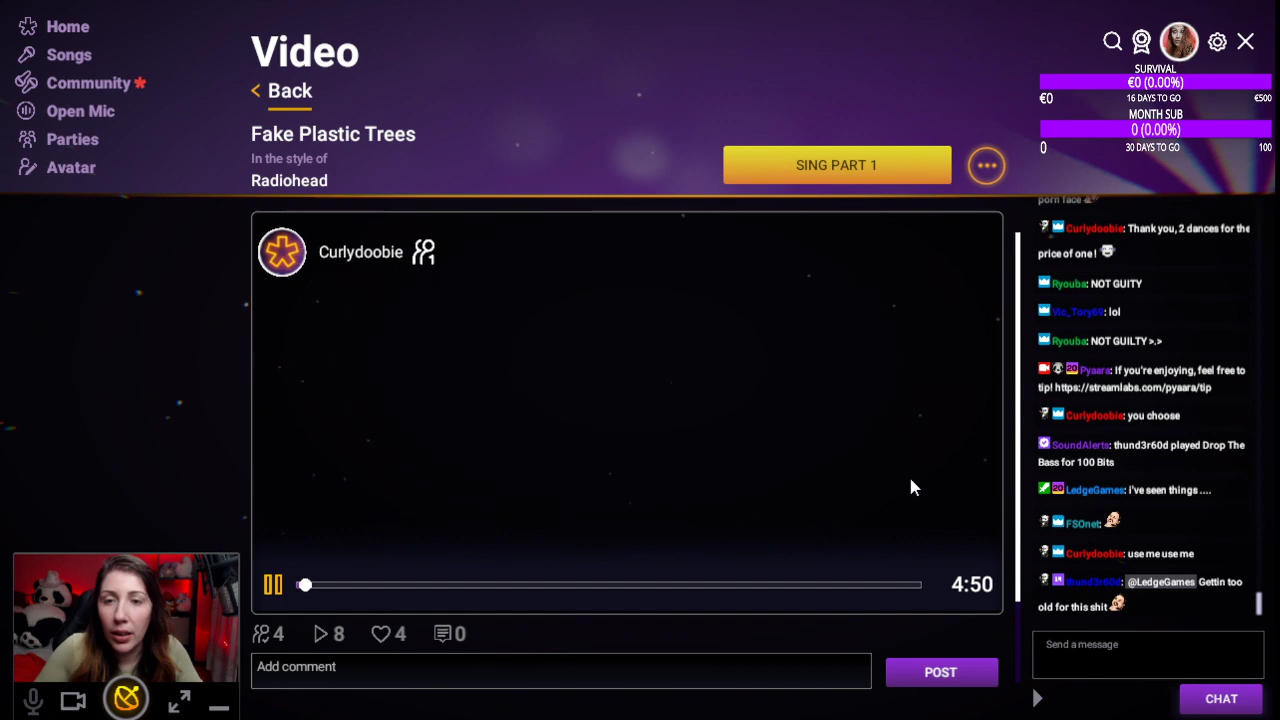 Home
Songs
Community *
Open Mic
Parties
Avatar
Video
< Back
Fake Plastic Trees
In the style of
Radiohead
SING PART 1
SURVIVAL
€0 (0.00%)
€0 16 DAYS TO GO €500
MONTH SUB
0 (0.00%)
0 30 DAYS TO GO 100
Curlydoobie
4:50
4 8 4 0
Add comment
POST
porn face
Curlydoobie: Thank you, 2 dances for the
price of one!
Ryouba: NOT GUITY
Vic_Tory69: lol
Ryouba: NOT GUILTY >.>
20 Pyaara: If you're enjoying, feel free to
tip! https://streamlabs.com/pyaara/tip
Curlydoobie: you choose
SoundAlerts: thund3r60d played Drop The
Bass for 100 Bits
20 LedgeGames: i've seen things ....
FSOnet:
Curlydoobie: use me use me
thund3r60d: @LedgeGames Gettin too
old for this shit
Send a message
CHAT